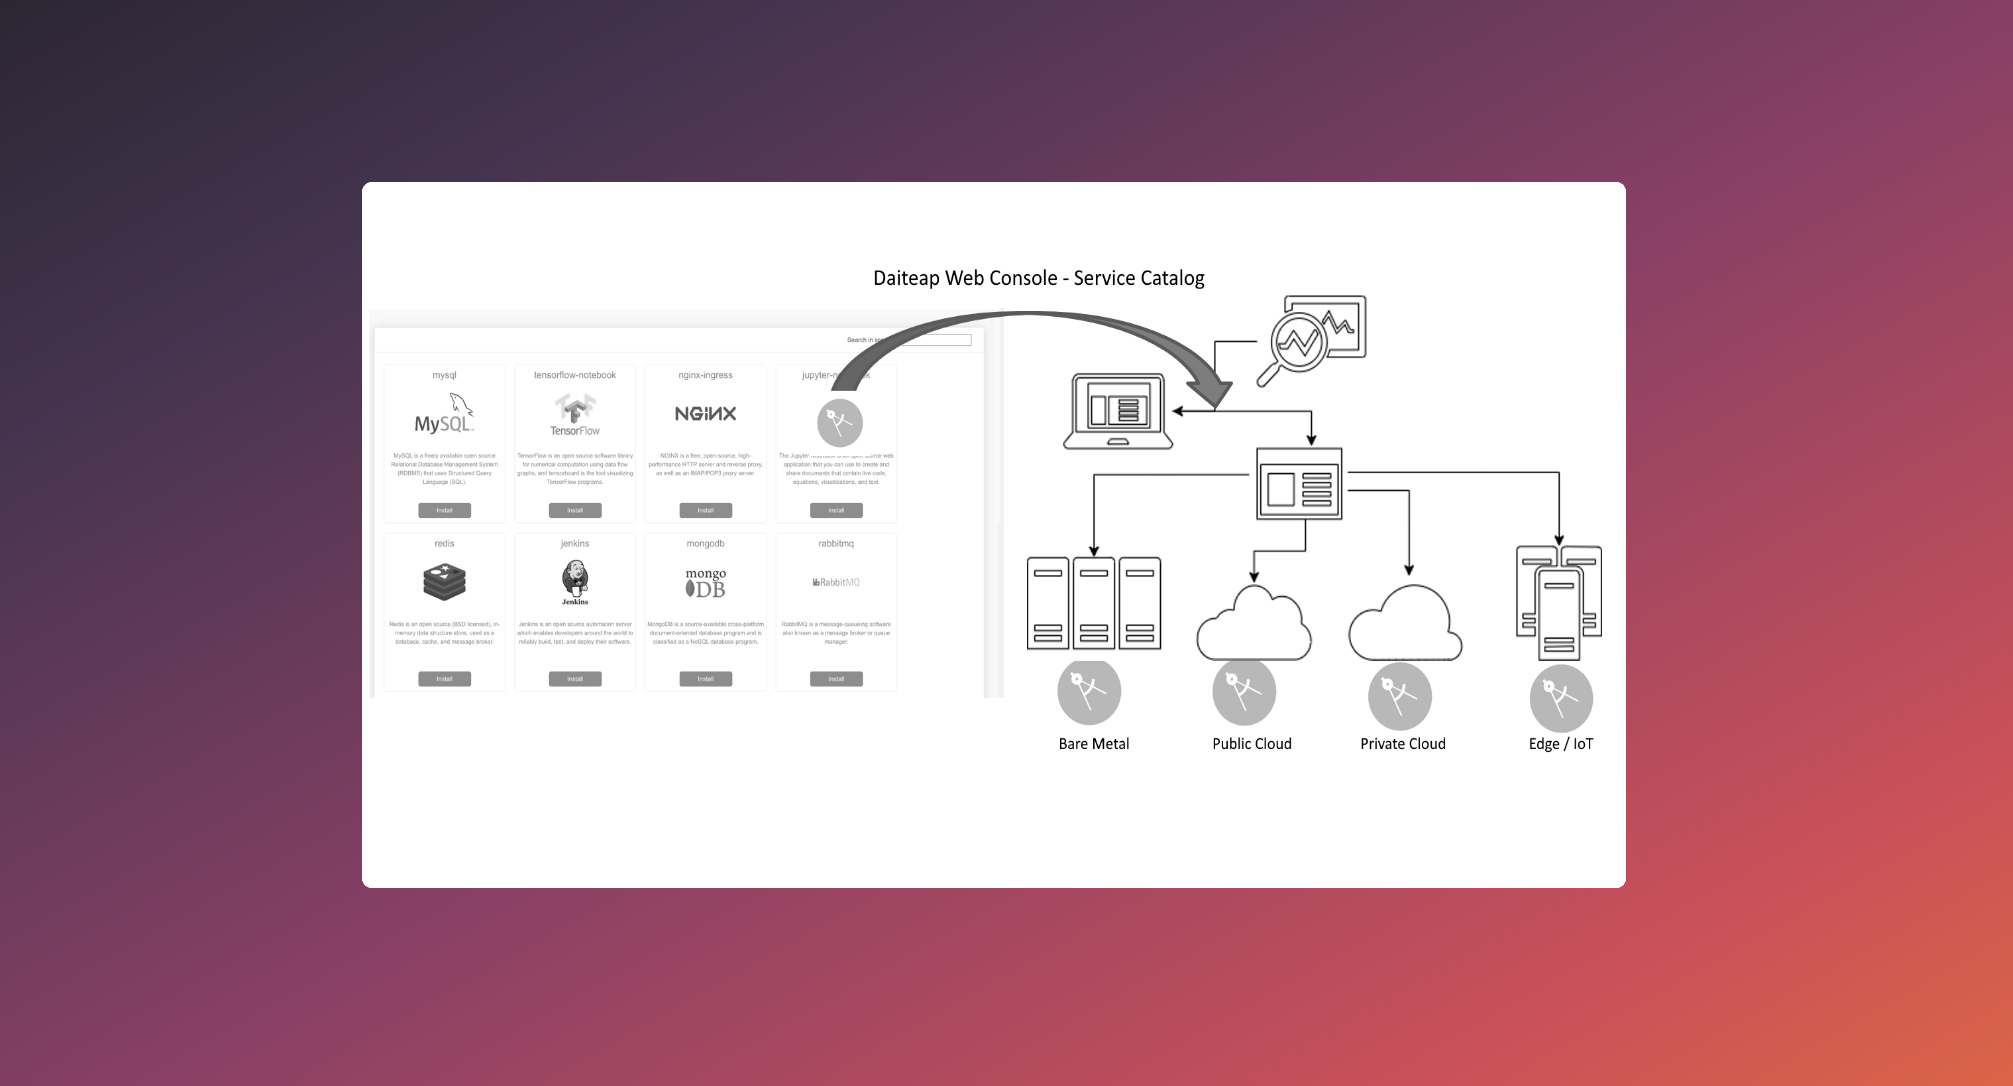 Daiteap Web Console - Service Catalog
Search in
mysql
MySQL
MySQL is a freely available open source
Relational Database Management System
(RDBMS) that uses Structured Query
Language (SQL).
Install
tensorflow-notebook
TensorFlow
TensorFlow is an open source software library
for numerical computation using data flow
graphs, and tensorboard is the tool visualizing
TensorFlow programs.
Install
nginx-ingress
NGINX
NGINX is a free, open-source, high-
performance HTTP server and reverse proxy,
as well as an IMAP/POP3 proxy server.
Install
The Jupyter Notebook is an open source web
application that you can use to create and
share documents that contain live code,
equations, visualizations, and text.
Install
redis
Redis is an open source (BSD licensed), in-
memory data structure store, used as a
database, cache, and message broker.
Install
jenkins
Jenkins
Jenkins is an open source automation server
which enables developers around the world to
reliably build, test, and deploy their software.
Install
mongodb
mongo
DB
MongoDB is a source-available cross-platform
document-oriented database program and is
classified as a NoSQL database program.
Install
rabbitmq
RabbitMQ
RabbitMQ is a message-queueing software
also known as a message broker or queue
manager.
Install
Bare Metal
Public Cloud
Private Cloud
Edge / IoT